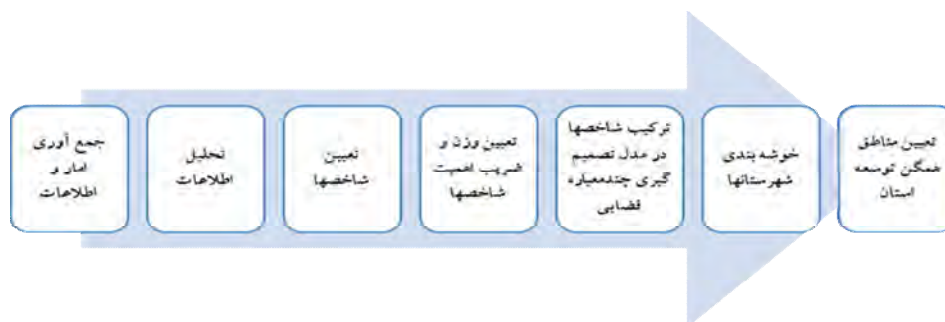 جمع آوری
امار و
اطلاعات
تحلیل
اطلاعات
تعیین
شاخصها
تعیین وزن و
ضریب اهمیت
شاخصها
ترکیب شاخصها
در مدل تصمیم
گیری چندمعیاره
فضایی
خوشه بندی
شهرستانها
تعیین مناطق
همگن توسعه
استان